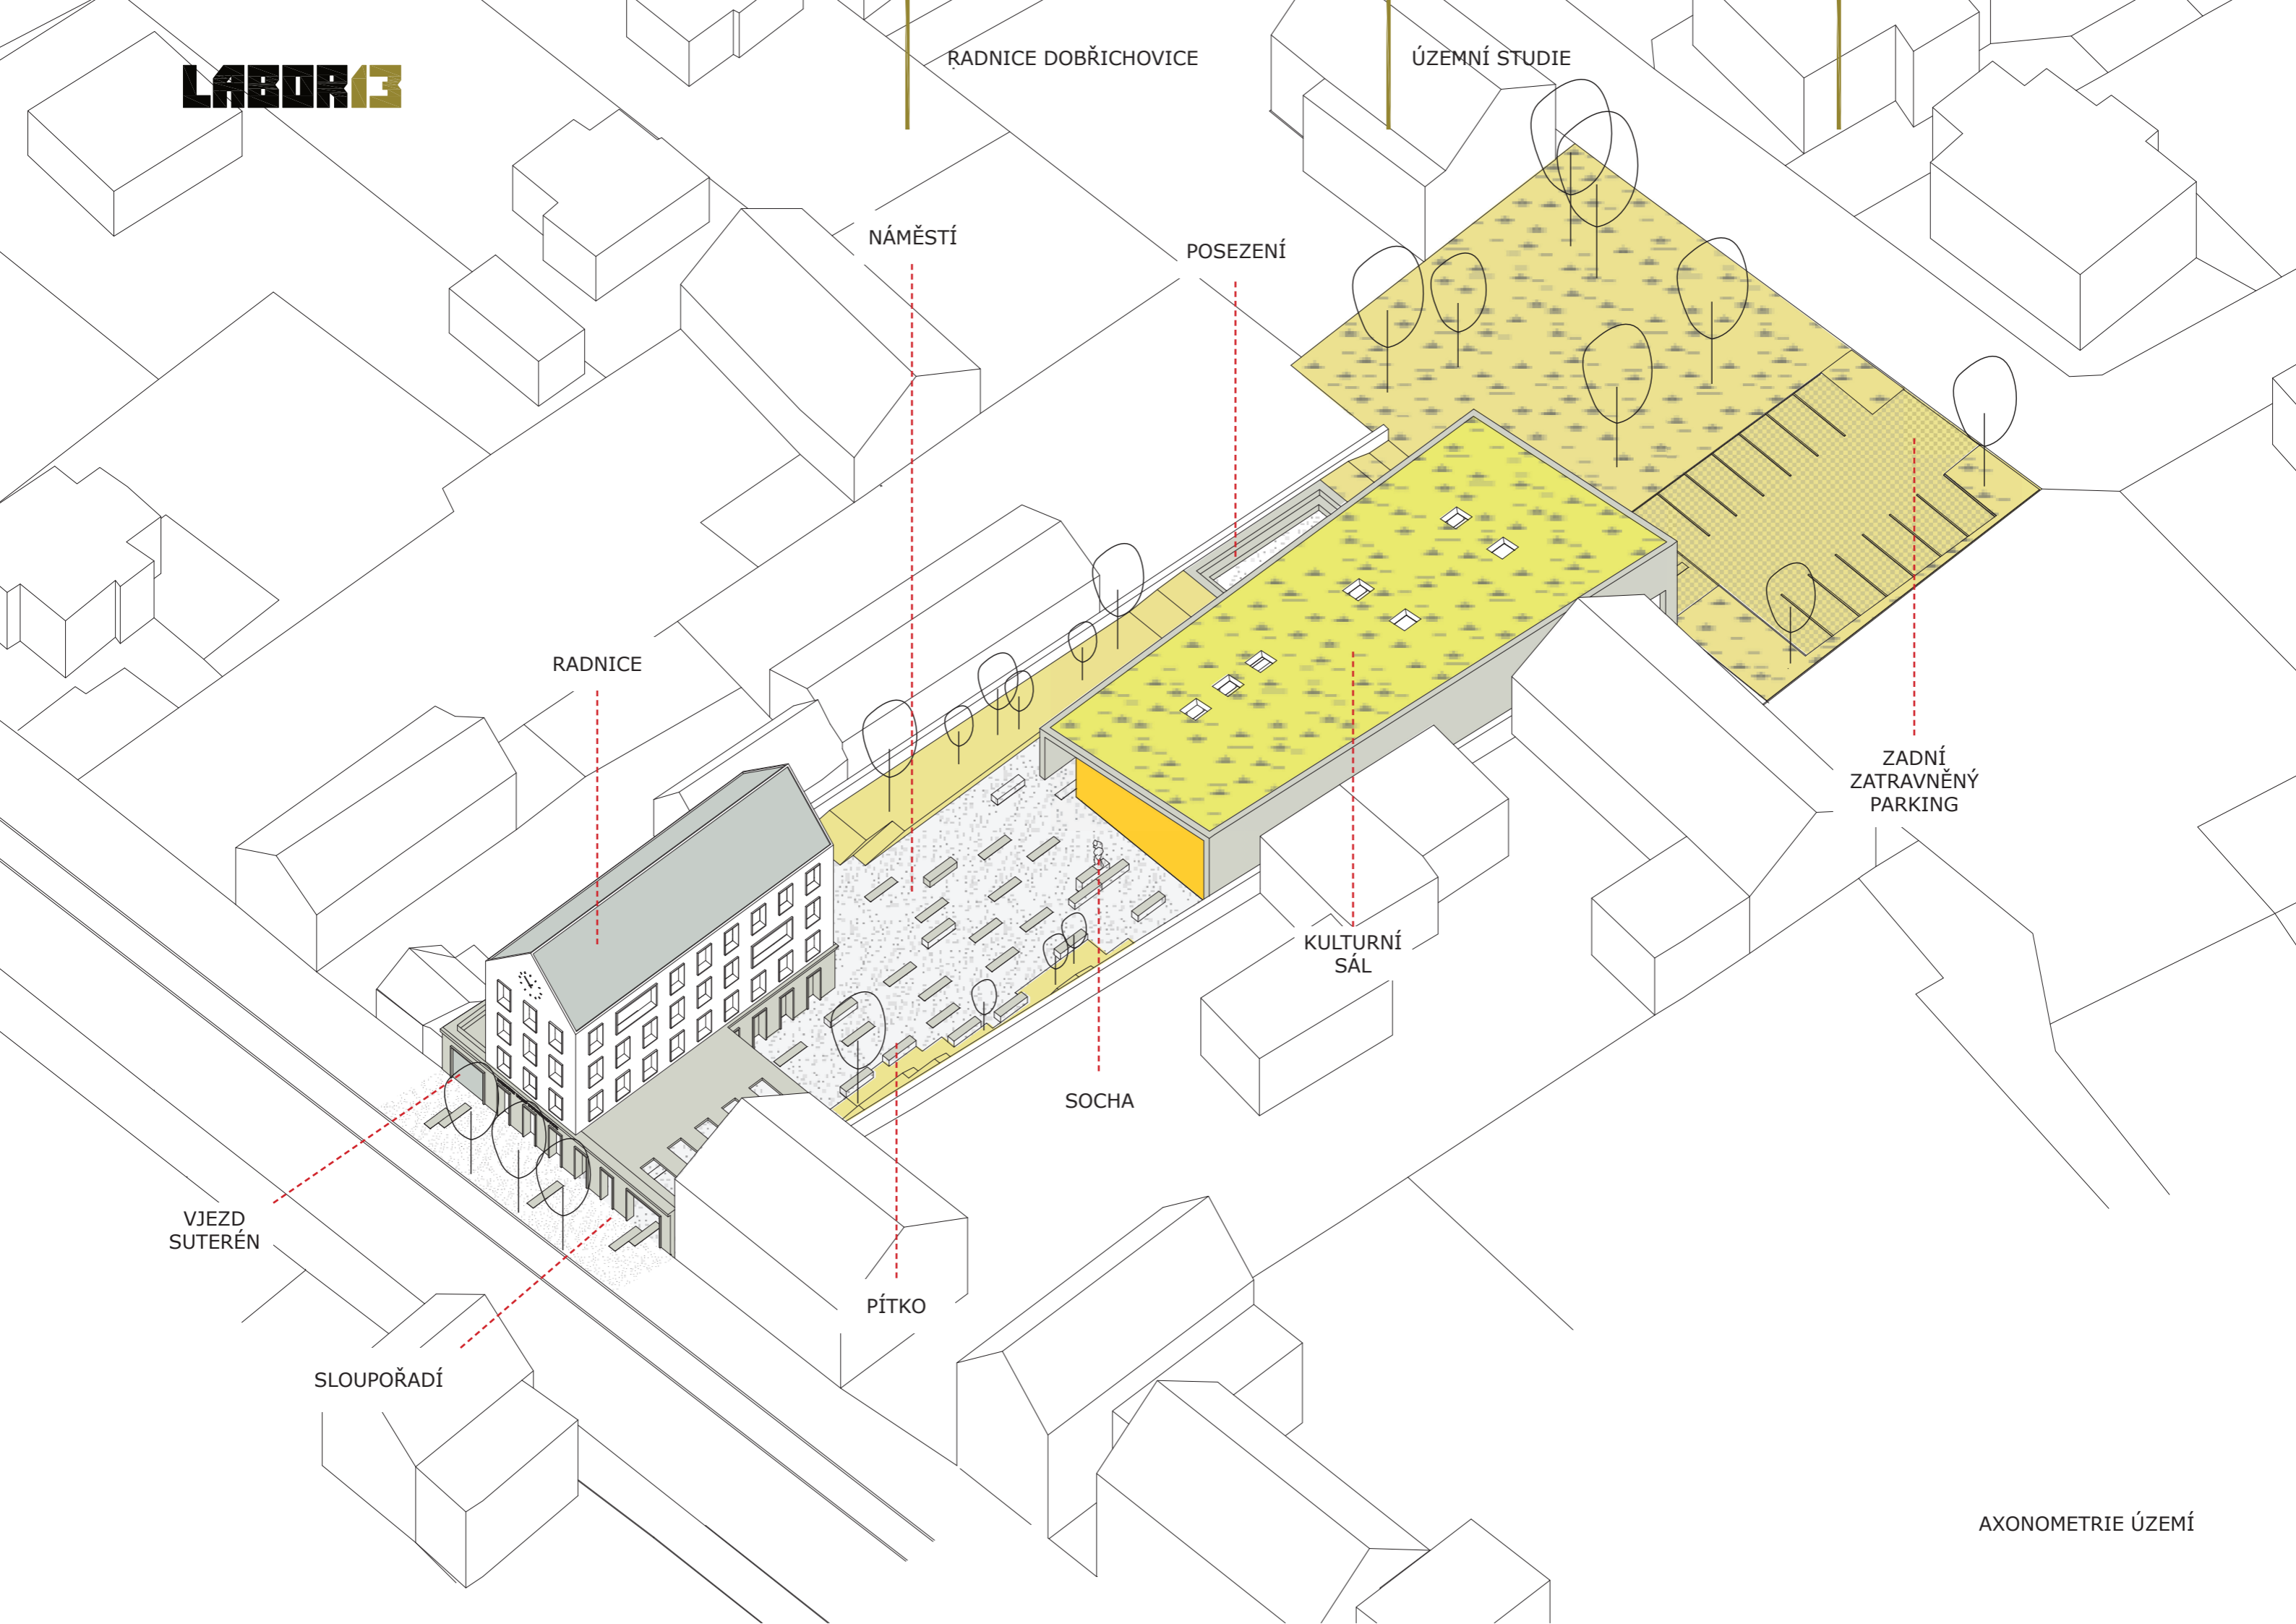 LABOR13
RADNICE DOBŘICHOVICE
ÚZEMNÍ STUDIE
NÁMĚSTÍ
POSEZENÍ
RADNICE
ZADNÍ
ZATRAVNĚNÝ
PARKING
KULTURNÍ
SÁL
SOCHA
VJEZD
SUTERÉN
PÍTKO
SLOUPOŘADÍ
AXONOMETRIE ÚZEMÍ